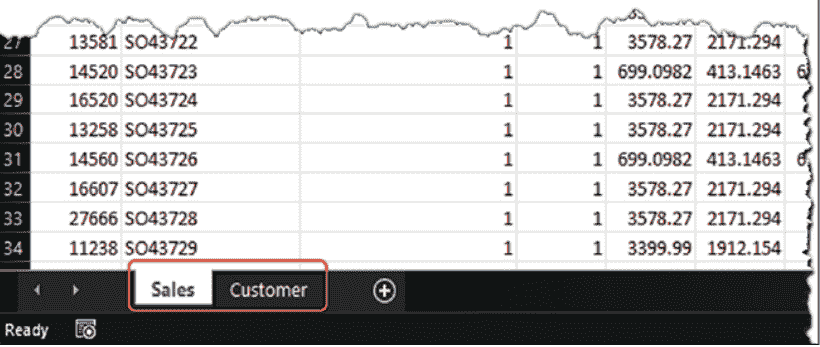 27 13581 SO43722 1 1 3578.27 2171.294
28 14520 SO43723 1 1 699.0982 413.1463 6
29 16520 SO43724 1 1 3578.27 2171.294
30 13258 SO43725 1 1 3578.27 2171.294
31 14560 SO43726 1 1 699.0982 413.1463 6
32 16607 SO43727 1 1 3578.27 2171.294
33 27666 SO43728 1 1 3578.27 2171.294
34 11238 SO43729 1 1 3399.99 1912.154
Sales Customer
Ready